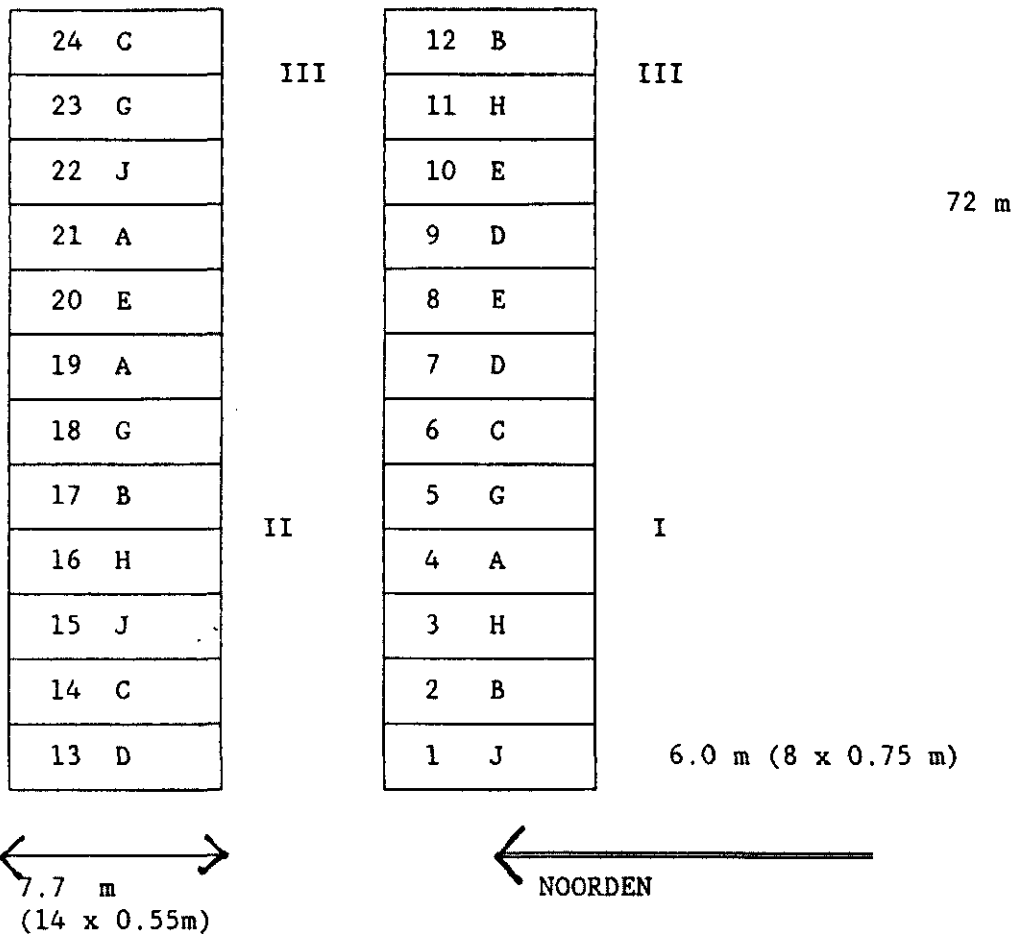 24 C 12 B
III III
23 G 11 H
22 J 10 E
72 m
21 A 9 D
20 E 8 E
19 A 7 D
18 G 6 C
17 B 5 G
II I
16 H 4 A
15 J 3 H
14 C 2 B
13 D 1 J 6.0 m (8 x 0.75 m)
7.7 m NOORDEN
(14 x 0.55m)